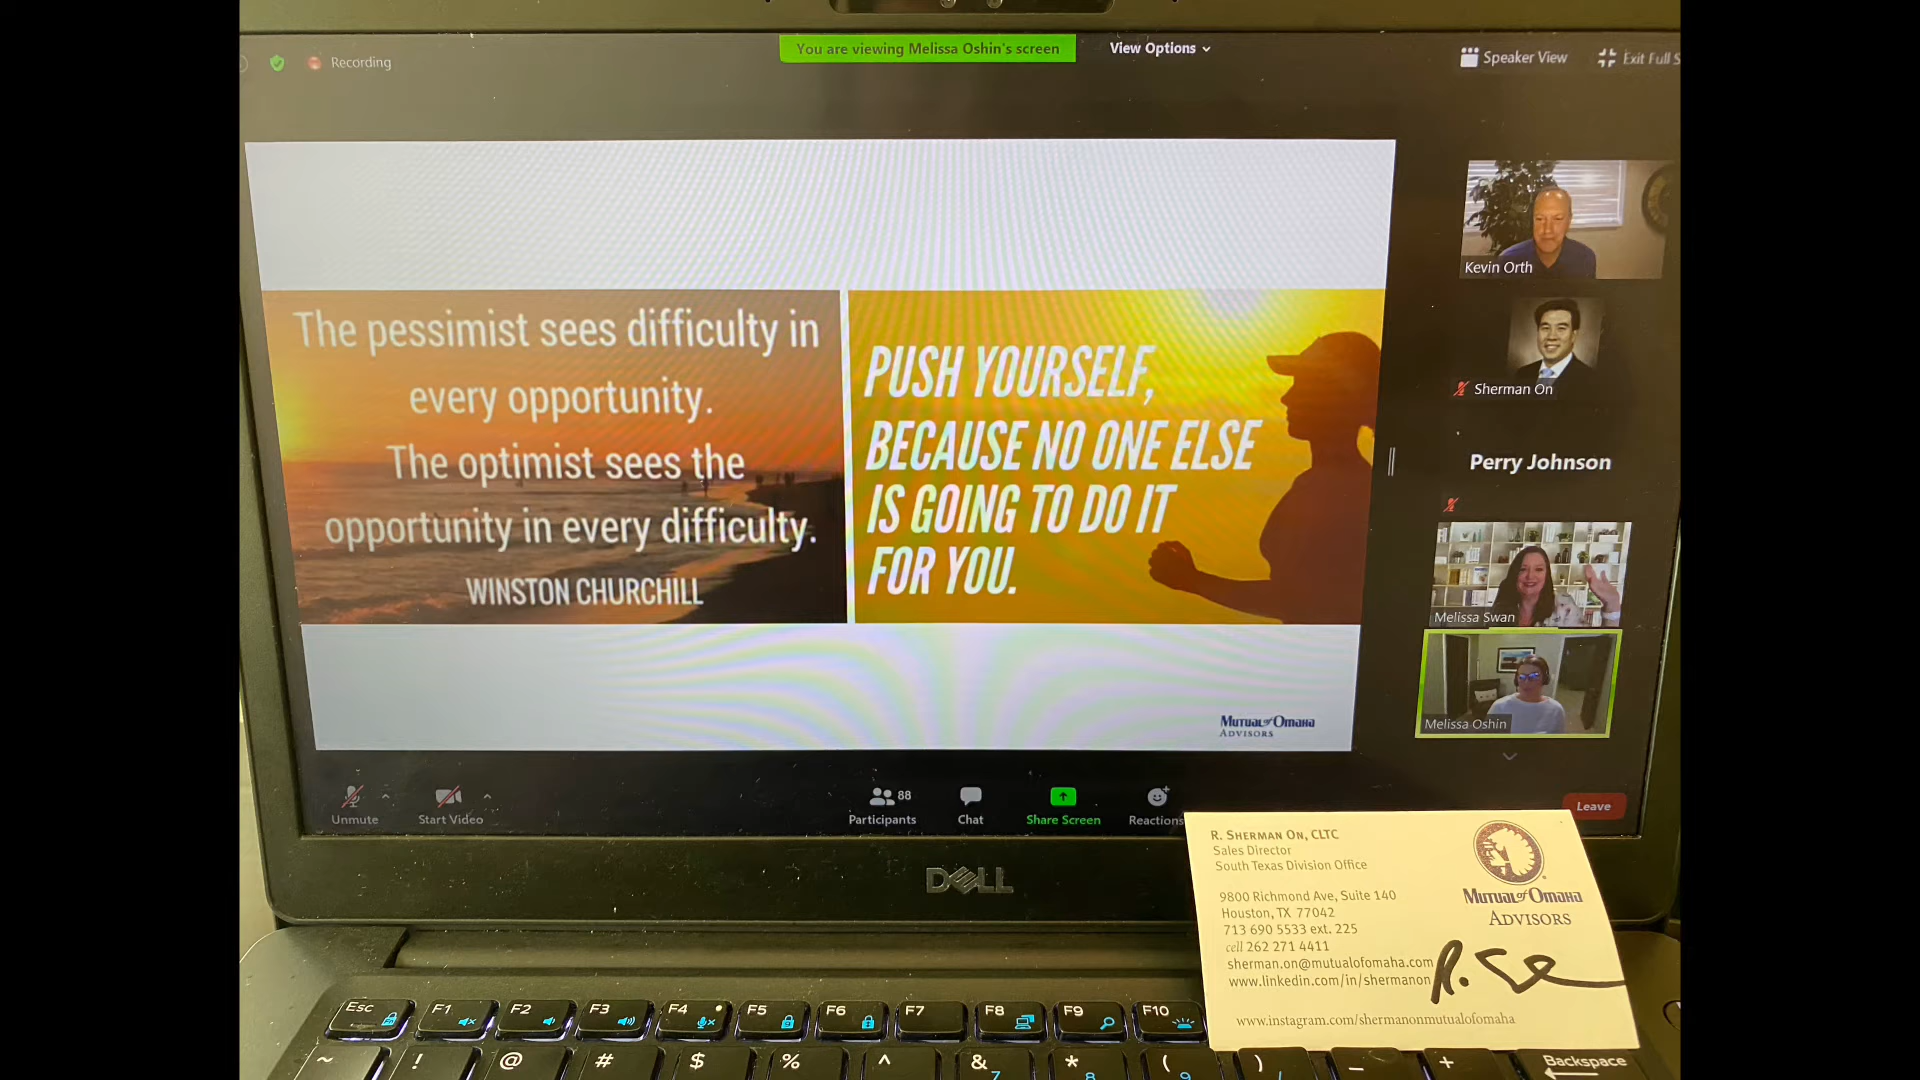 Recording
You are viewing Melissa Oshin's screen
View Options
Speaker View
Exit Full S
The pessimist sees difficulty in
every opportunity.
The optimist sees the
opportunity in every difficulty.
WINSTON CHURCHILL
PUSH YOURSELF,
BECAUSE NO ONE ELSE
IS GOING TO DO IT
FOR YOU.
MUTUAL of OMAHA
ADVISORS
Kevin Orth
Sherman On
Perry Johnson
Melissa Swan
Melissa Oshin
Unmute
Start Video
88
Participants
Chat
Share Screen
Reactions
Leave
DELL
R. SHERMAN ON, CLTC
Sales Director
South Texas Division Office
9800 Richmond Ave, Suite 140
Houston, TX 77042
713 690 5533 ext. 225
cell 262 271 4411
sherman.on@mutualofomaha.com
www.linkedin.com/in/shermanon
www.instagram.com/shermanonmutualofomaha
MUTUAL of OMAHA
ADVISORS
Esc F1 F2 F3 F4 F5 F6 F7 F8 F9 F10
~ ! @ # $ % ^ & 7 * 8 ( 9 ) _ + Backspace